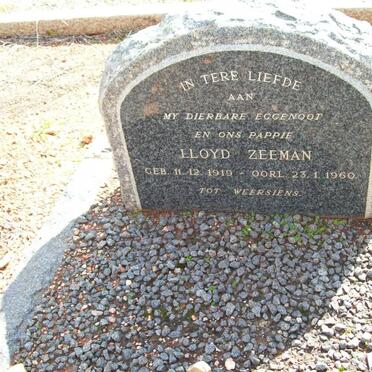 IN TERE LIEFDE
AAN
MY DIERBARE EGGENOOT
EN ONS PAPPIE
LLOYD ZEEMAN
GEB. 11.12.1919 - OORL. 23.1.1960.
TOT WEERSIENS.